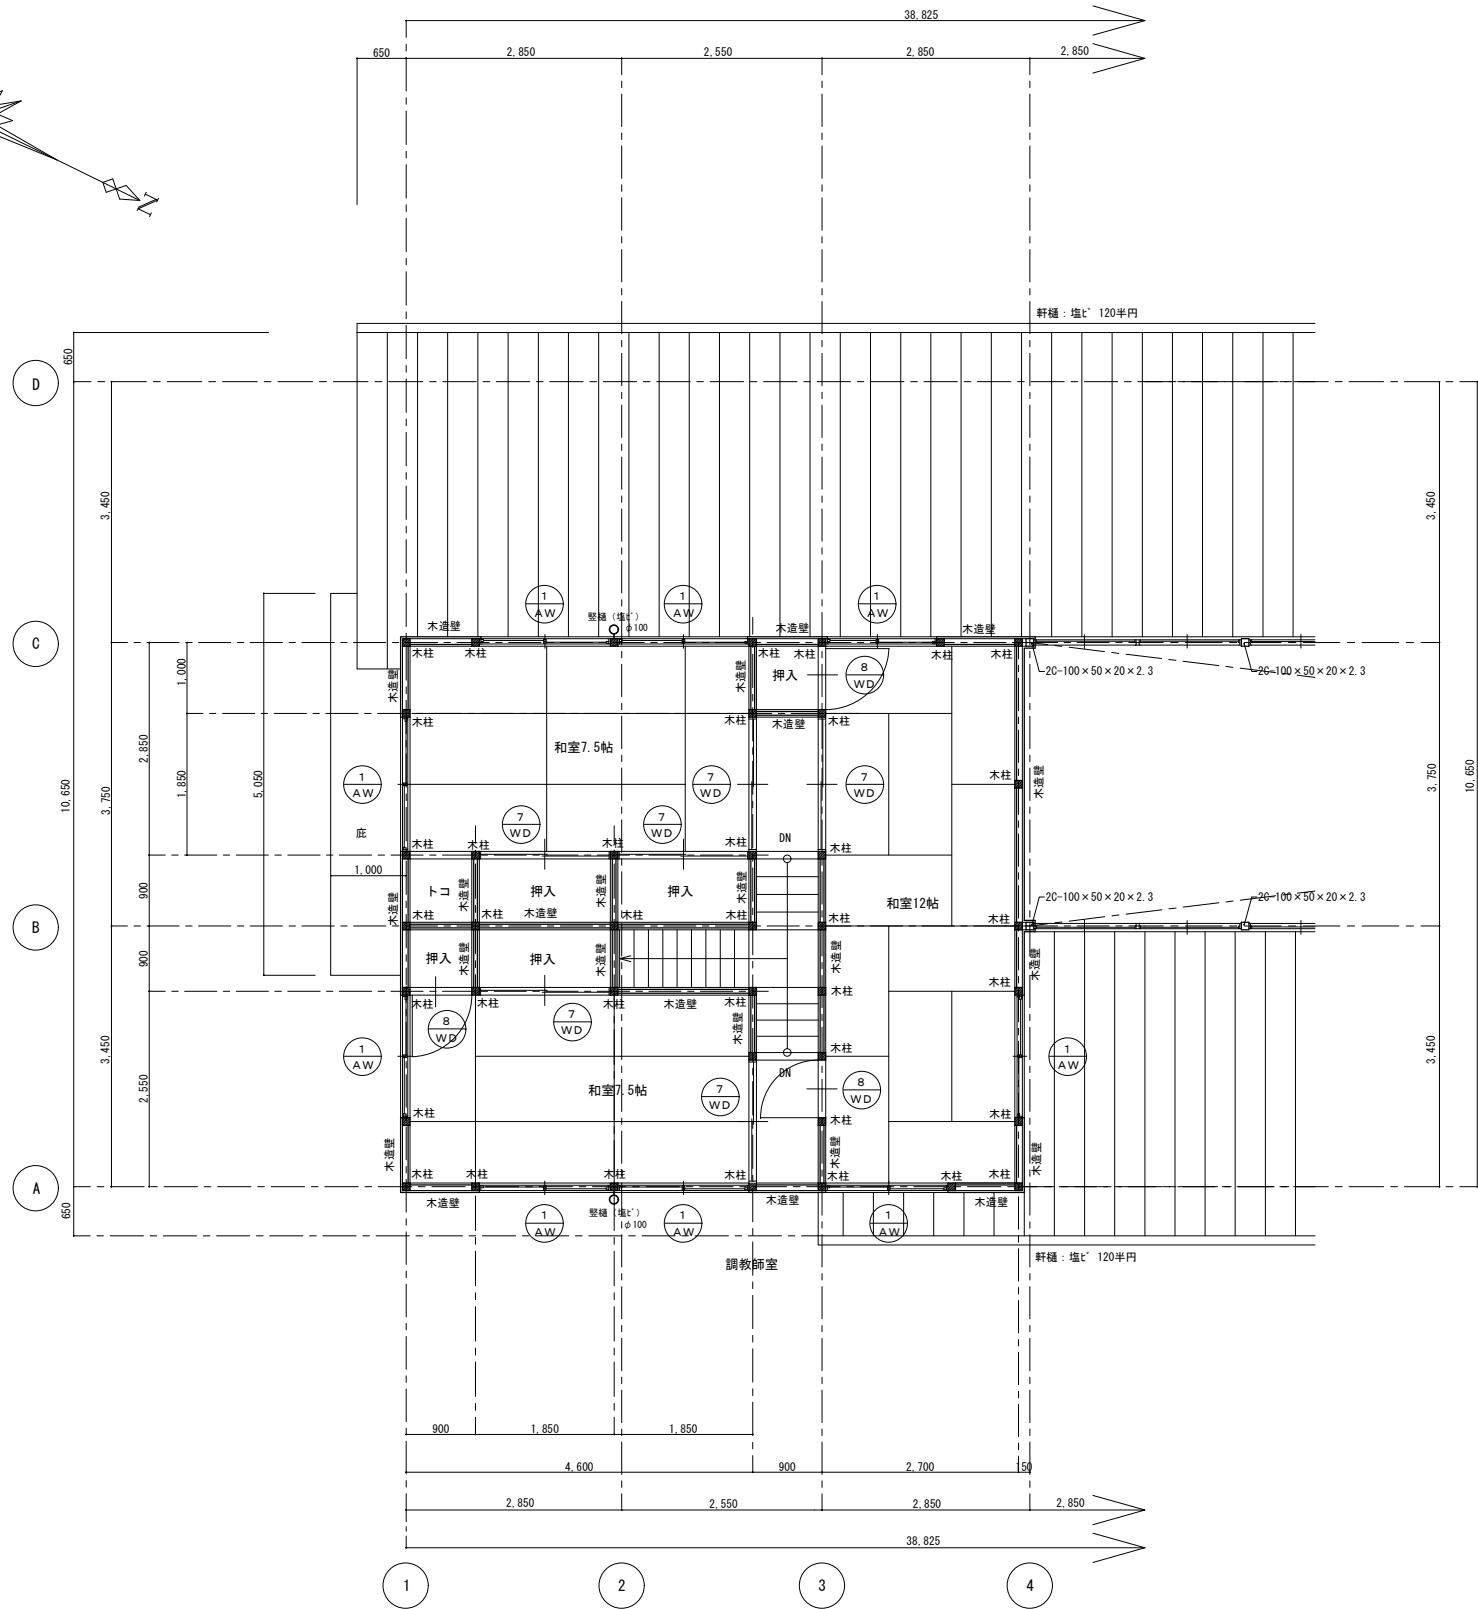 38,825
650
2,850
2,550
2,850
2,850
N
軒樋：塩ﾋﾞ 120半円
650
D
3,450
3,450
1
AW
1
AW
1
AW
竪樋（塩ﾋﾞ）
φ100
木造壁
木造壁
木造壁
C
木柱
木柱
木柱
木柱
木柱
木柱
1,000
木造壁
木造壁
押入
8
WD
2C-100×50×20×2.3
2C-100×50×20×2.3
木柱
木柱
木造壁
木柱
和室7.5帖
2,850
1,850
5,050
10,650
3,750
3,750
10,650
1
AW
7
WD
7
WD
木柱
木造壁
庇
7
WD
7
WD
DN
木柱
木柱
木柱
木柱
木柱
1,000
900
トコ
押入
押入
木造壁
木造壁
木造壁
木造壁
木造壁
和室12帖
2C-100×50×20×2.3
2C-100×50×20×2.3
木柱
木柱
木柱
木柱
木柱
木柱
B
900
押入
押入
木造壁
木造壁
木造壁
木造壁
木柱
木柱
木柱
木造壁
木柱
木柱
木柱
8
WD
7
WD
木造壁
3,450
1
AW
木柱
1
AW
3,450
2,550
DN
和室7.5帖
7
WD
8
WD
木柱
木柱
木柱
木造壁
木造壁
木造壁
A
木柱
木柱
木柱
木柱
木柱
木柱
木柱
木造壁
木造壁
木造壁
650
竪樋（塩ﾋﾞ）
φ100
1
AW
1
AW
1
AW
調教師室
軒樋：塩ﾋﾞ 120半円
900
1,850
1,850
4,600
900
2,700
150
2,850
2,550
2,850
2,850
38,825
1
2
3
4